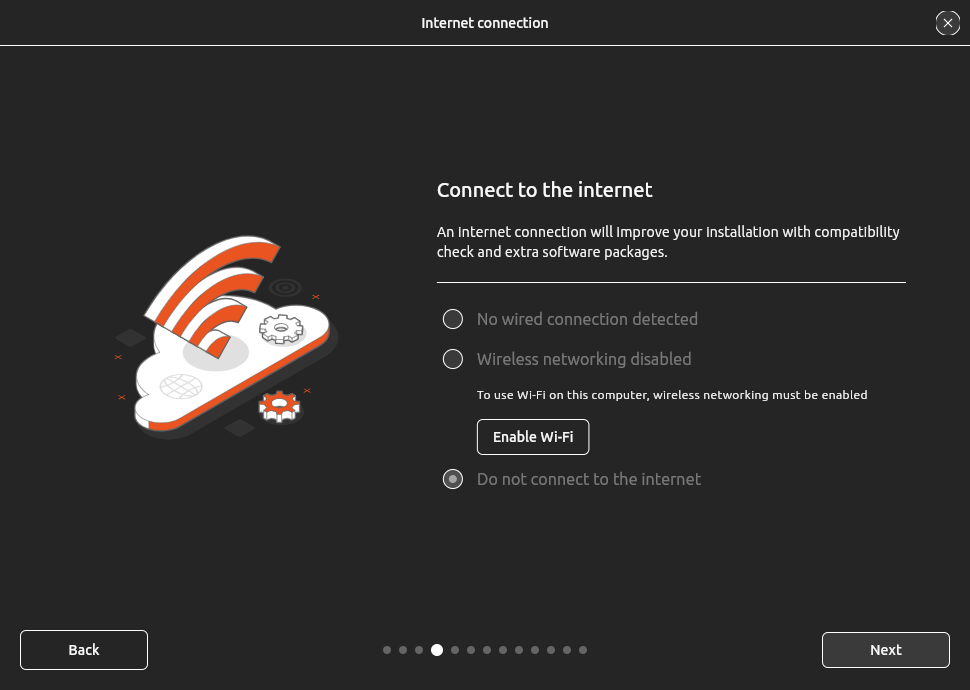 Internet connection
Connect to the internet
An internet connection will improve your installation with compatibility
check and extra software packages.
No wired connection detected
Wireless networking disabled
To use Wi-Fi on this computer, wireless networking must be enabled
Enable Wi-Fi
Do not connect to the internet
Back
Next